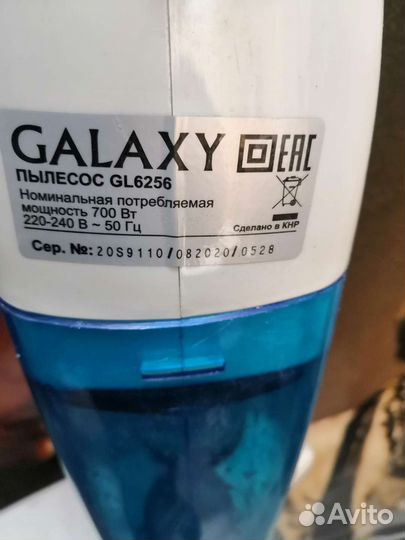 GALAXY EAC
ПЫЛЕСОС GL6256
Номинальная потребляемая
мощность 700 Вт
220-240 В ~ 50 Гц
Сделано в КНР
Сер. №: 20S9110/082020/0528
Avito